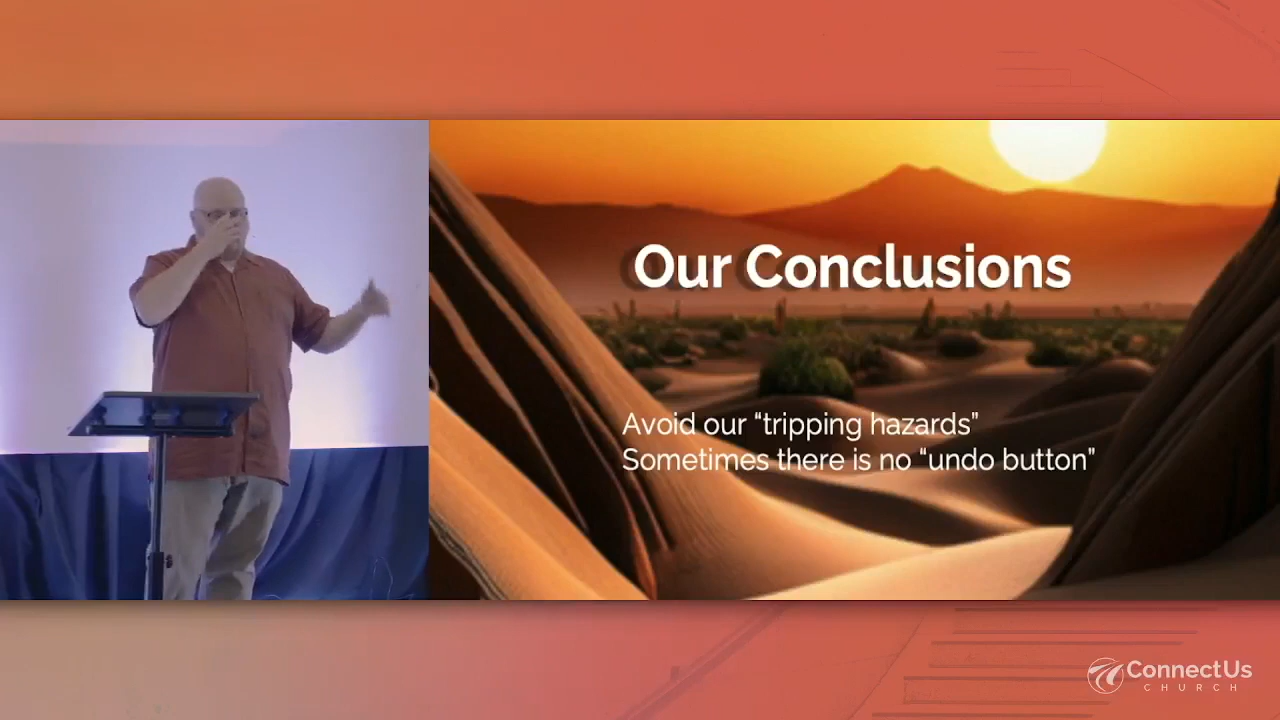 Our Conclusions
Avoid our “tripping hazards”
Sometimes there is no “undo button”
ConnectUs
CHURCH